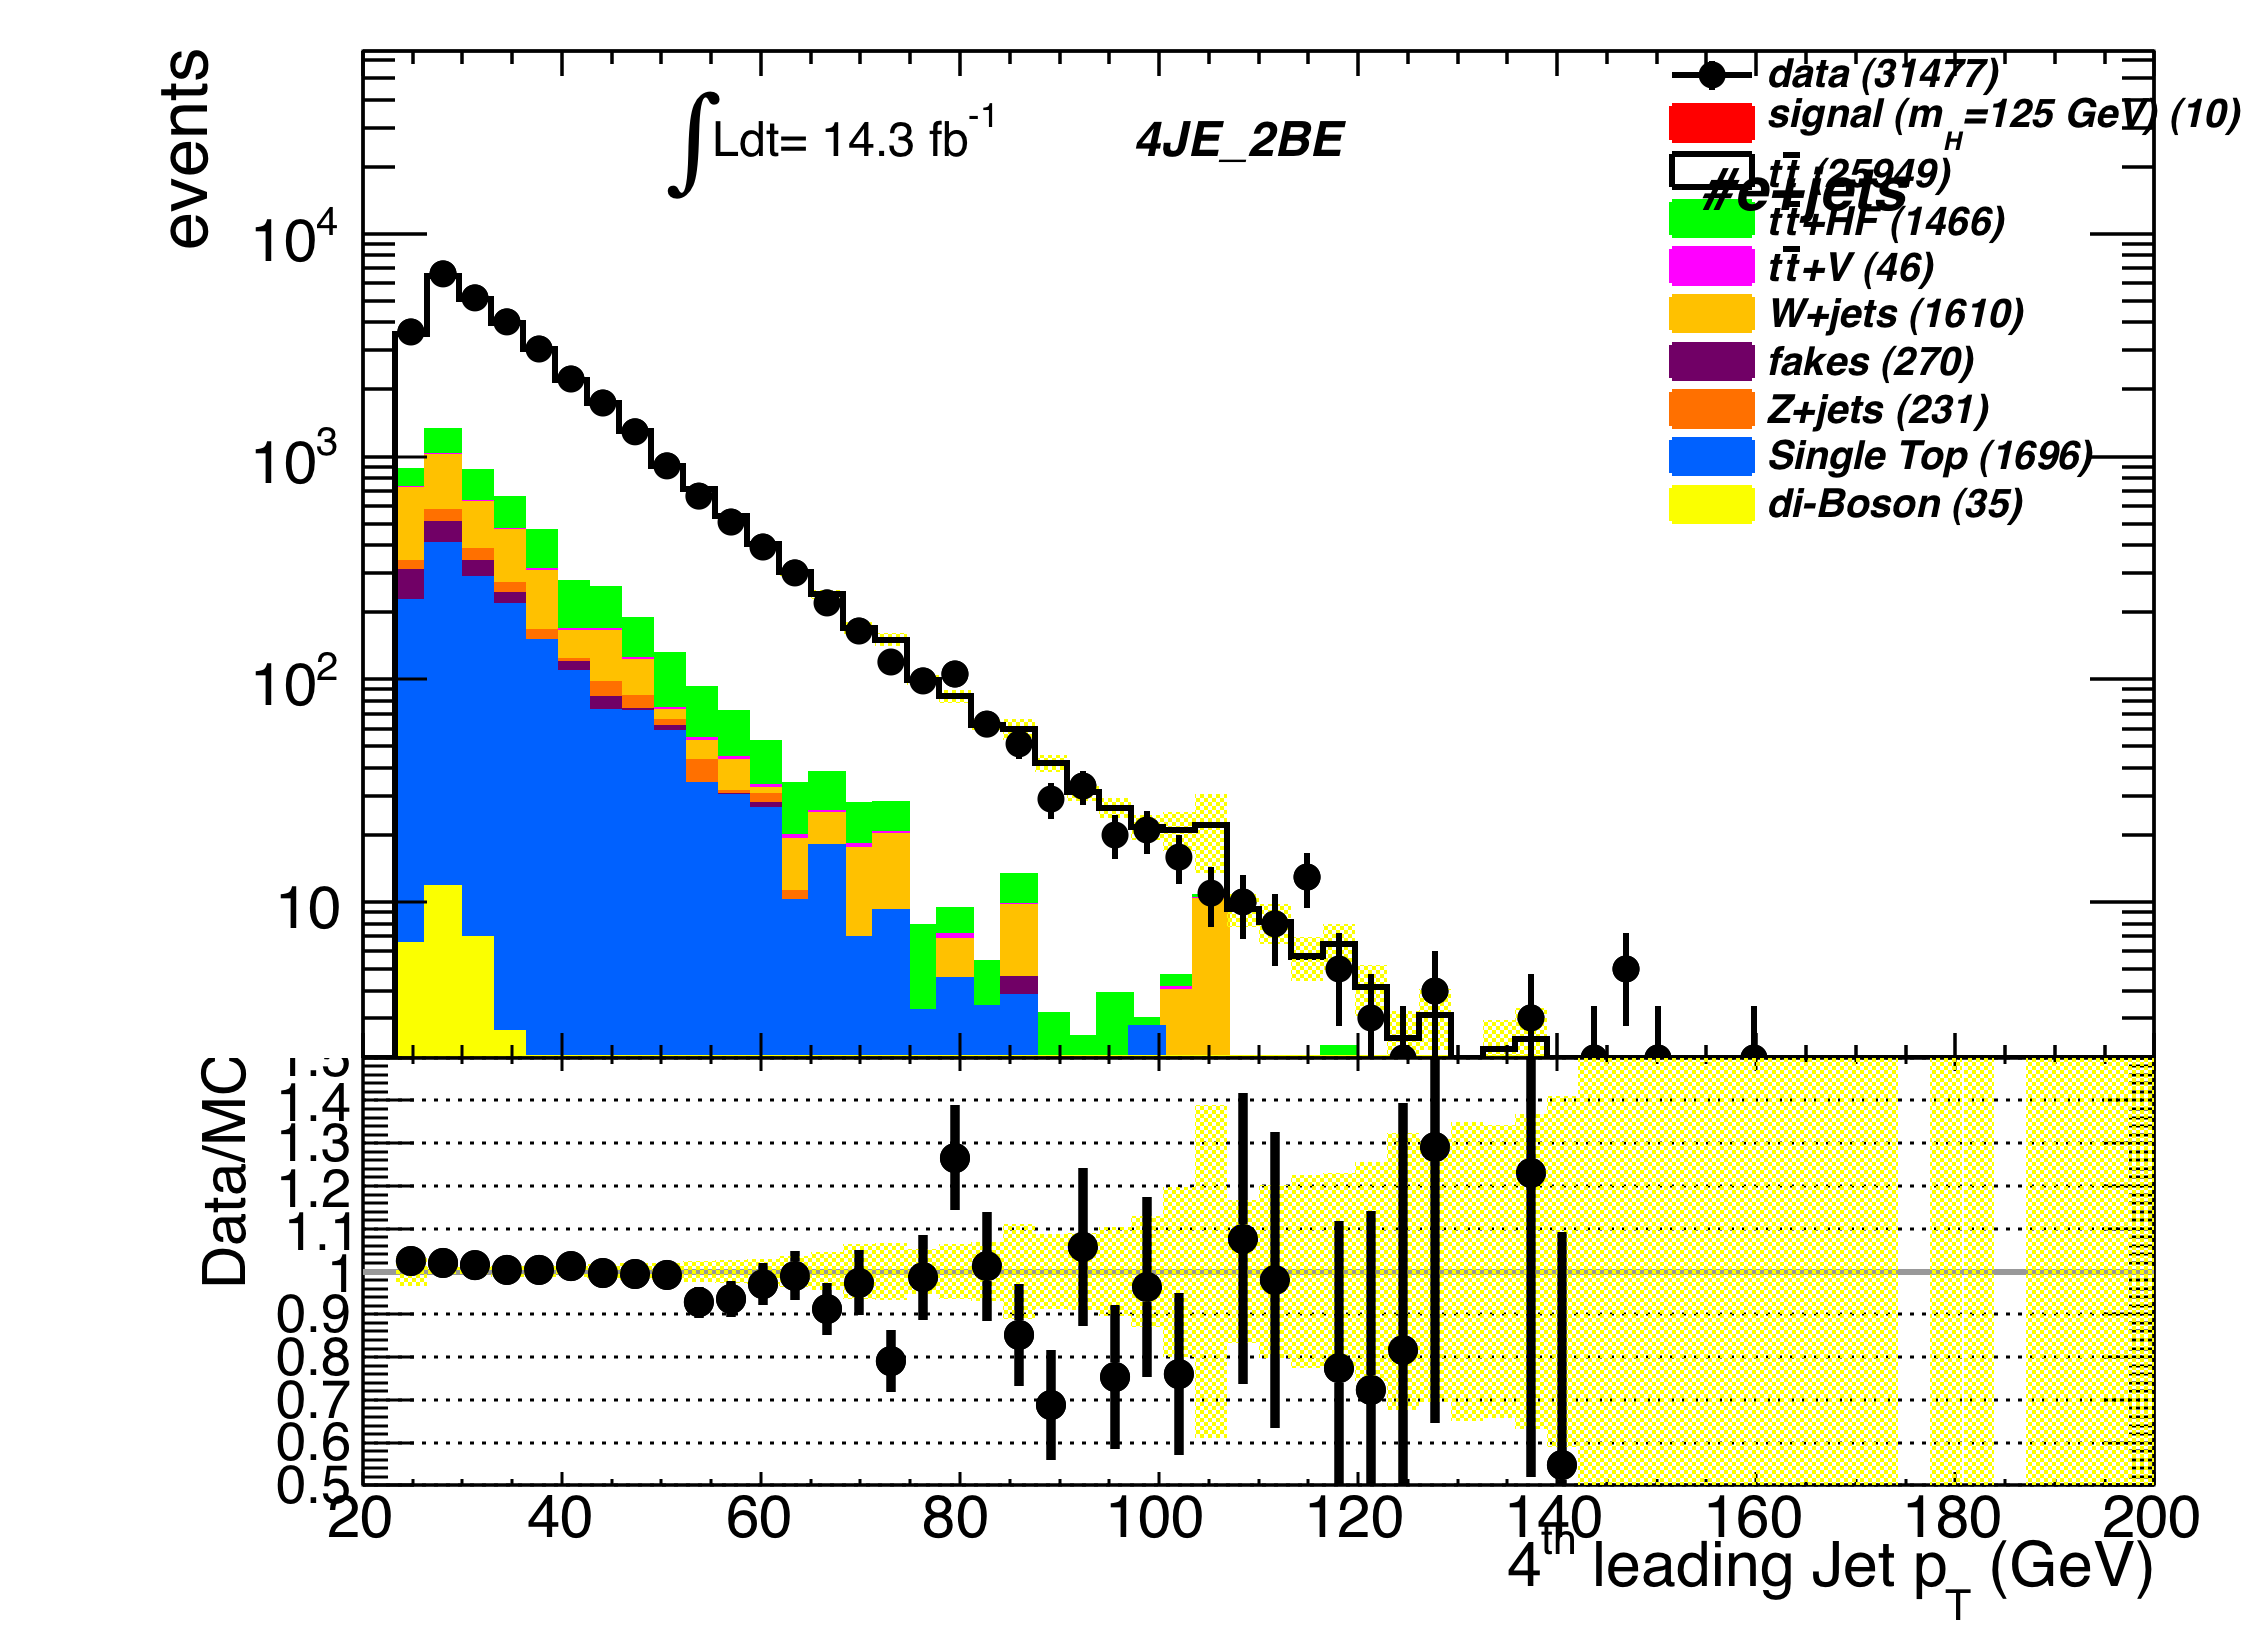 events
∫Ldt= 14.3 fb-1
4JE_2BE
data (31477)
signal (mH=125 GeV) (10)
tt̄ (25949)
#e+jets
tt̄+HF (1466)
tt̄+V (46)
W+jets (1610)
fakes (270)
Z+jets (231)
Single Top (1696)
di-Boson (35)
10^4
10^3
10^2
10
Data/MC
1.5
1.4
1.3
1.2
1.1
1
0.9
0.8
0.7
0.6
0.5
20 40 60 80 100 120 140 160 180 200
4th leading Jet pT (GeV)